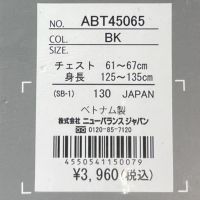 NO. ABT45065
COL. BK
SIZE.
チェスト 61~67cm
身長 125~135cm
(SB-1) 130 JAPAN
ベトナム製
株式会社 ニューバランス ジャパン
0120-85-7120
4550541150079
¥3,960(税込)